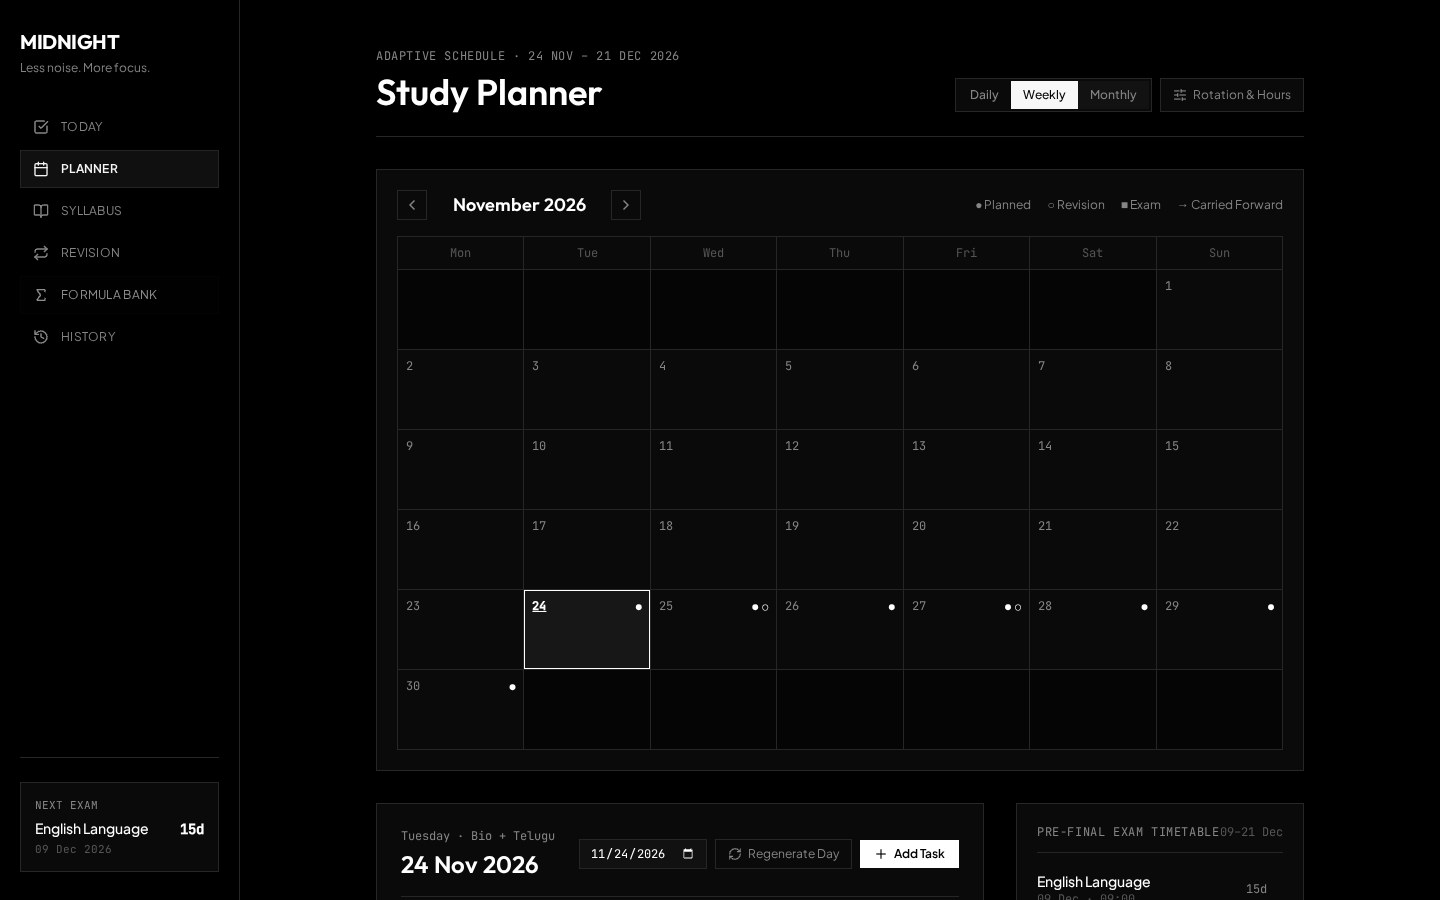 MIDNIGHT
Less noise. More focus.
TODAY
PLANNER
SYLLABUS
REVISION
FORMULA BANK
HISTORY
NEXT EXAM
English Language 15d
09 Dec 2026
ADAPTIVE SCHEDULE · 24 NOV – 21 DEC 2026
Study Planner
Daily Weekly Monthly Rotation & Hours
November 2026
● Planned ○ Revision ■ Exam → Carried Forward
Mon Tue Wed Thu Fri Sat Sun
1
2 3 4 5 6 7 8
9 10 11 12 13 14 15
16 17 18 19 20 21 22
23 24 ● 25 ● ○ 26 ● 27 ● ○ 28 ● 29 ●
30 ●
Tuesday · Bio + Telugu
24 Nov 2026
11/24/2026 Regenerate Day Add Task
PRE-FINAL EXAM TIMETABLE 09–21 Dec
English Language 15d
09 Dec · 09:00